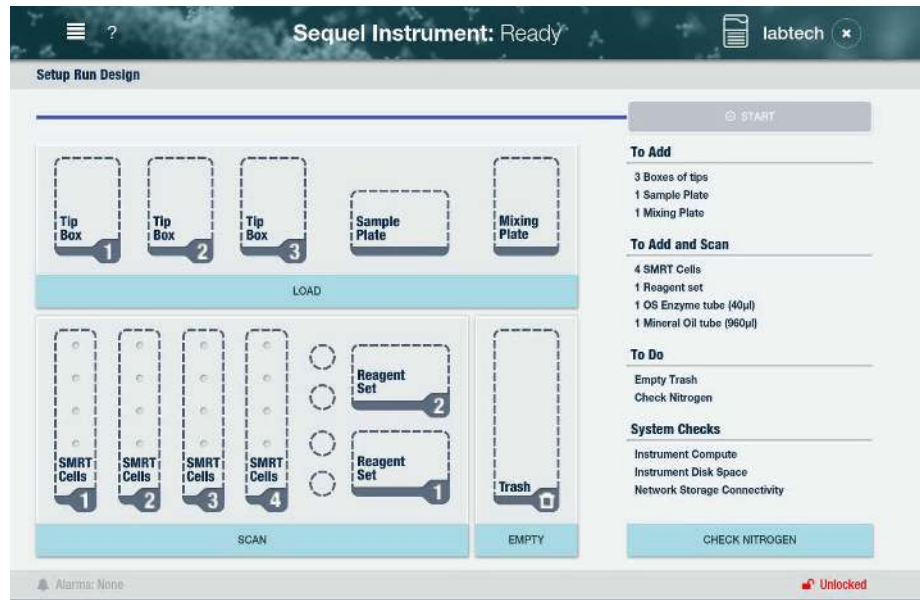 ?
Sequel Instrument: Ready
labtech
Setup Run Design
START
Tip
Box
1
Tip
Box
2
Tip
Box
3
Sample
Plate
Mixing
Plate
LOAD
SMRT
Cells
1
SMRT
Cells
2
SMRT
Cells
3
SMRT
Cells
4
Reagent
Set
2
Reagent
Set
1
SCAN
Trash
EMPTY
To Add
3 Boxes of tips
1 Sample Plate
1 Mixing Plate
To Add and Scan
4 SMRT Cells
1 Reagent set
1 OS Enzyme tube (40µl)
1 Mineral Oil tube (960µl)
To Do
Empty Trash
Check Nitrogen
System Checks
Instrument Compute
Instrument Disk Space
Network Storage Connectivity
CHECK NITROGEN
Alarms: None
Unlocked